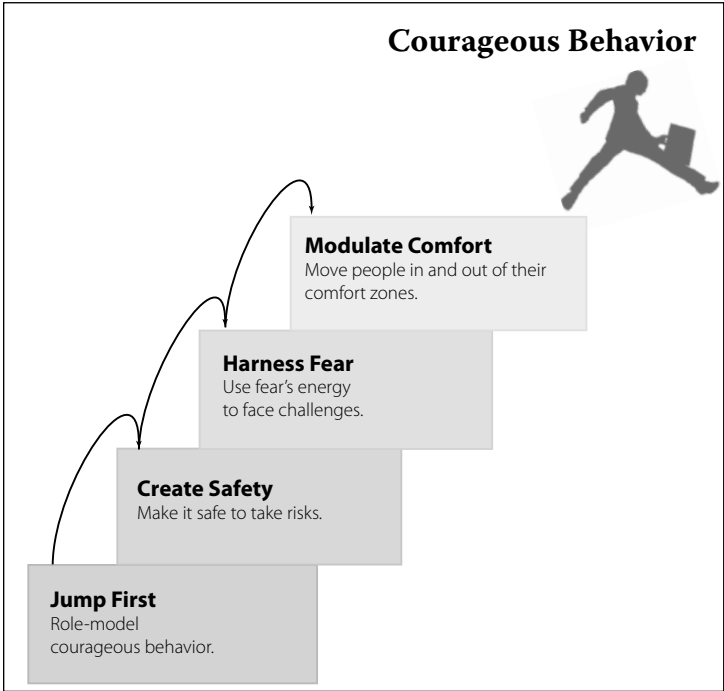 Courageous Behavior
Modulate Comfort
Move people in and out of their
comfort zones.
Harness Fear
Use fear’s energy
to face challenges.
Create Safety
Make it safe to take risks.
Jump First
Role-model
courageous behavior.